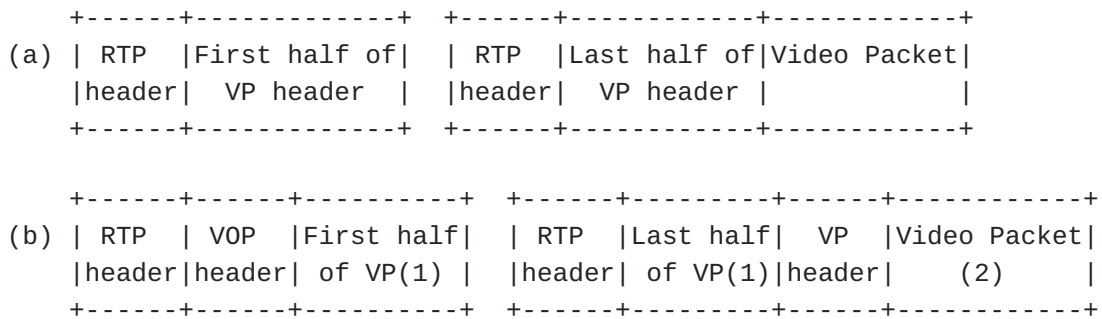 +------+-------------+  +------+------------+------------+
(a) | RTP  |First half of|  | RTP  |Last half of|Video Packet|
    |header|  VP header  |  |header|  VP header |            |
    +------+-------------+  +------+------------+------------+

    +------+------+----------+  +------+---------+------+------------+
(b) | RTP  | VOP  |First half|  | RTP  |Last half|  VP  |Video Packet|
    |header|header| of VP(1) |  |header| of VP(1)|header|    (2)     |
    +------+------+----------+  +------+---------+------+------------+